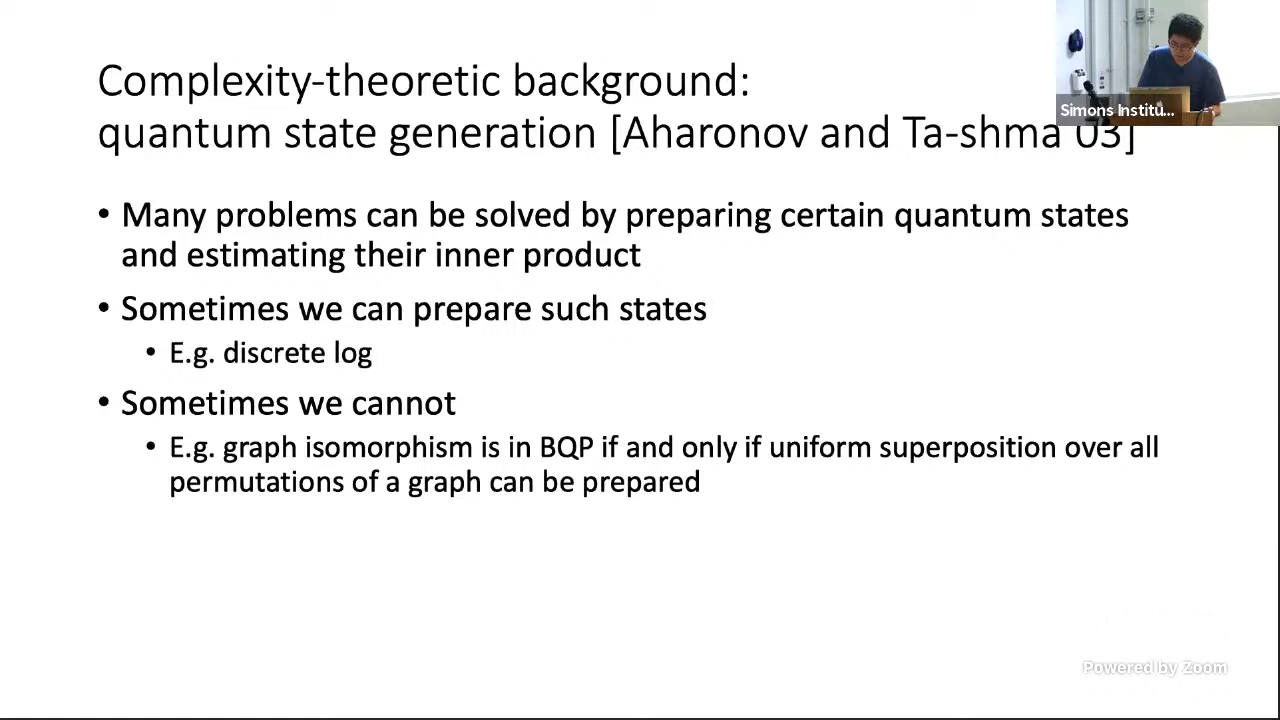 Complexity-theoretic background:
quantum state generation [Aharonov and Ta-shma 03]
• Many problems can be solved by preparing certain quantum states
and estimating their inner product
• Sometimes we can prepare such states
• E.g. discrete log
• Sometimes we cannot
• E.g. graph isomorphism is in BQP if and only if uniform superposition over all
permutations of a graph can be prepared
Simons Institu...
Powered by Zoom